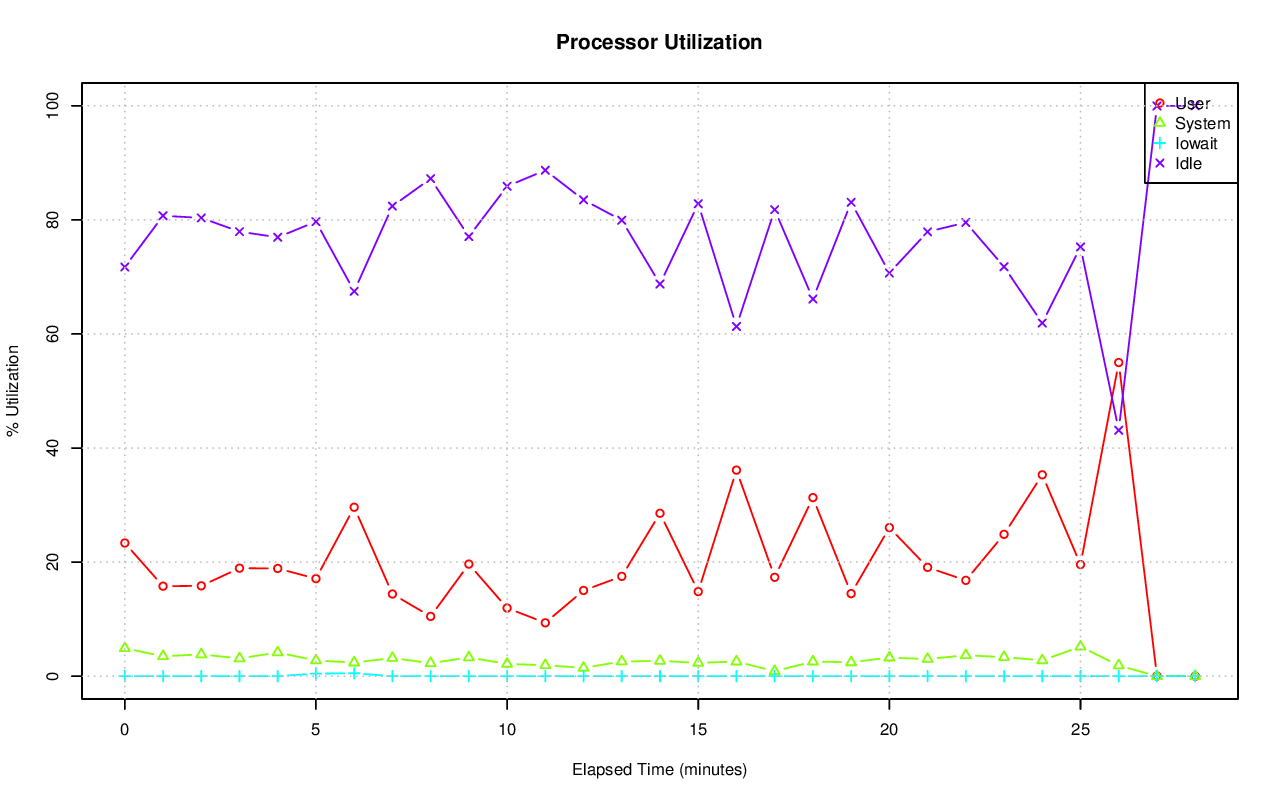 Processor Utilization
% Utilization
100
80
60
40
20
0
User
System
Iowait
Idle
0 5 10 15 20 25
Elapsed Time (minutes)